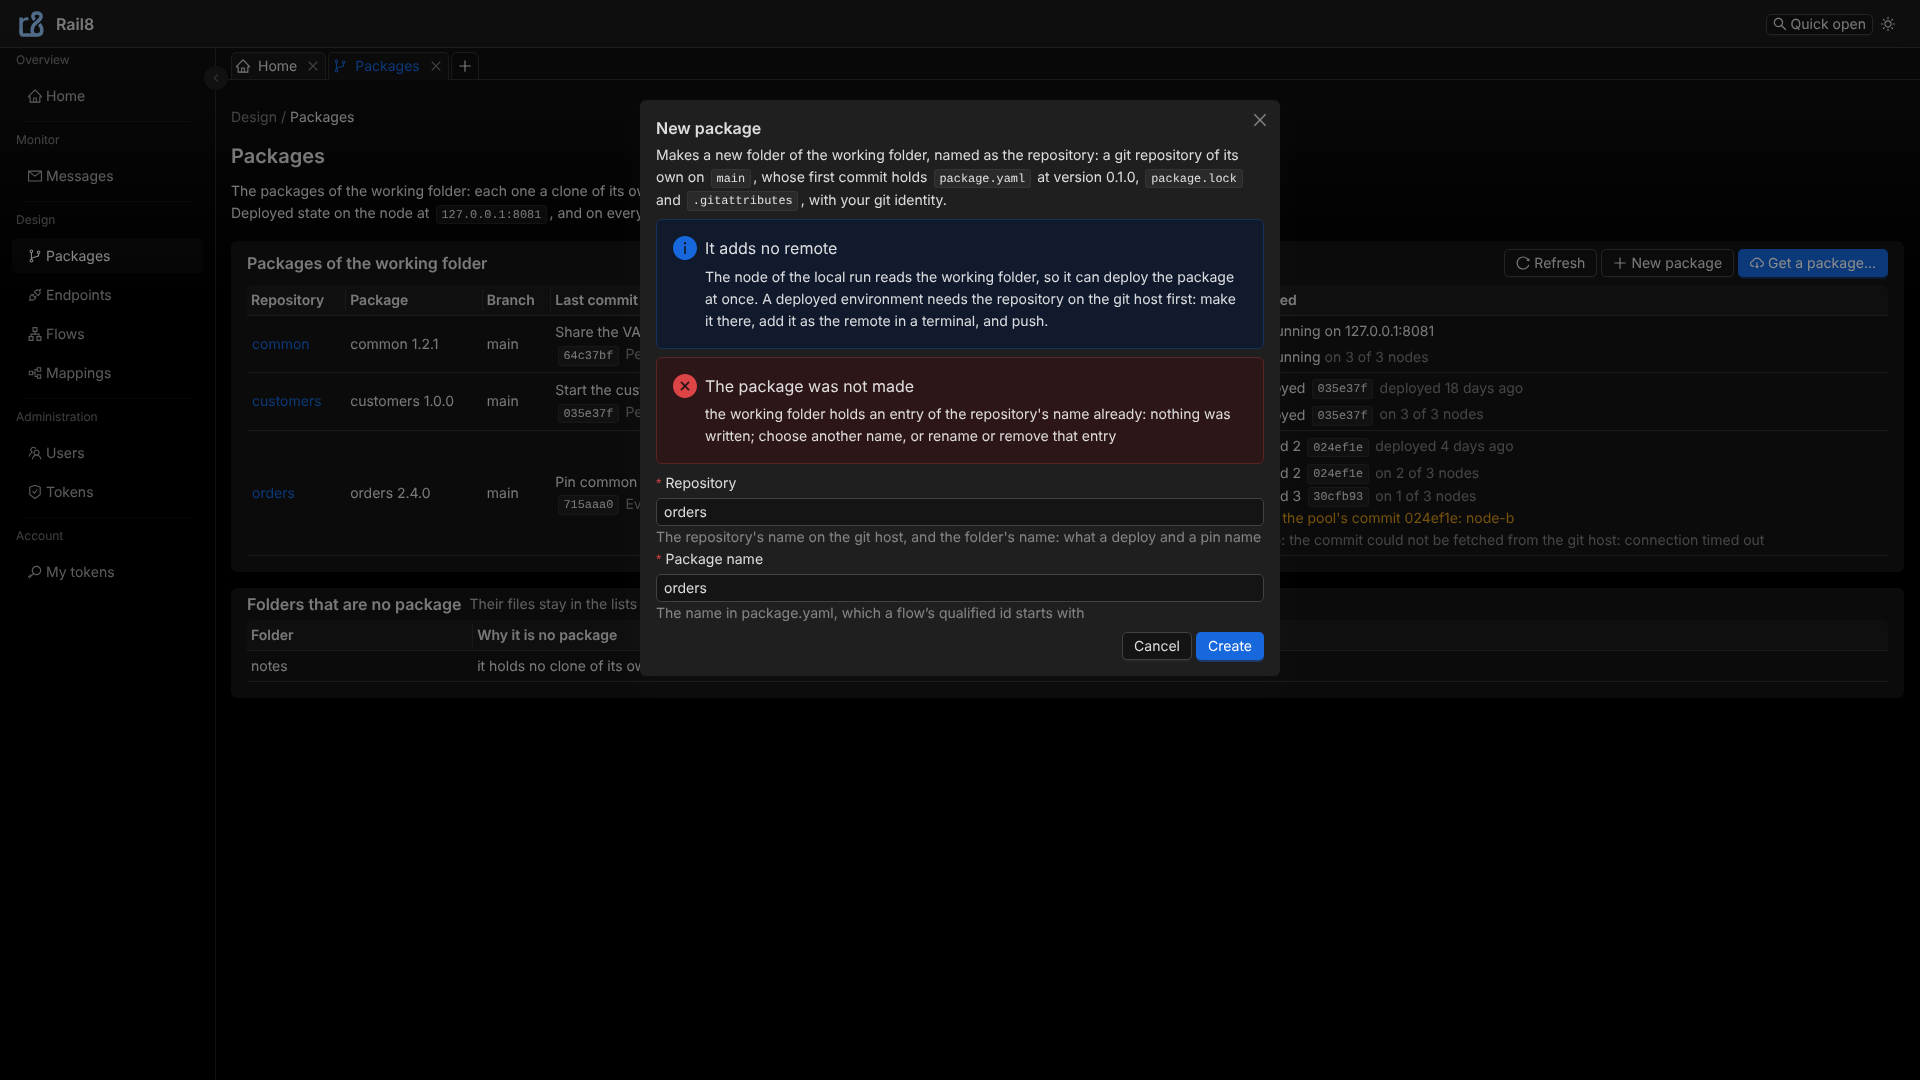 Rail8
Quick open
Overview
Home
Monitor
Messages
Design
Packages
Endpoints
Flows
Mappings
Administration
Users
Tokens
Account
My tokens
Home
Packages
Design / Packages
Packages
The packages of the working folder: each one a clone of its
Deployed state on the node at 127.0.0.1:8081, and on every
Packages of the working folder
Refresh
New package
Get a package...
Repository Package Branch Last commit
common common 1.2.1 main Share the
64c37bf
running on 127.0.0.1:8081
on 3 of 3 nodes
customers customers 1.0.0 main Start the
035e37f
035e37f deployed 18 days ago
035e37f on 3 of 3 nodes
orders orders 2.4.0 main Pin common
715aaa0
2 024ef1e deployed 4 days ago
2 024ef1e on 2 of 3 nodes
3 30cfb93 on 1 of 3 nodes
the pool's commit 024ef1e: node-b
: the commit could not be fetched from the git host: connection timed out
Folders that are no package Their files stay in the lists
Folder Why it is no package
notes it holds no clone of its
New package
Makes a new folder of the working folder, named as the repository: a git repository of its
own on main, whose first commit holds package.yaml at version 0.1.0, package.lock
and .gitattributes, with your git identity.
It adds no remote
The node of the local run reads the working folder, so it can deploy the package
at once. A deployed environment needs the repository on the git host first: make
it there, add it as the remote in a terminal, and push.
The package was not made
the working folder holds an entry of the repository's name already: nothing was
written; choose another name, or rename or remove that entry
* Repository
orders
The repository's name on the git host, and the folder's name: what a deploy and a pin name
* Package name
orders
The name in package.yaml, which a flow’s qualified id starts with
Cancel
Create